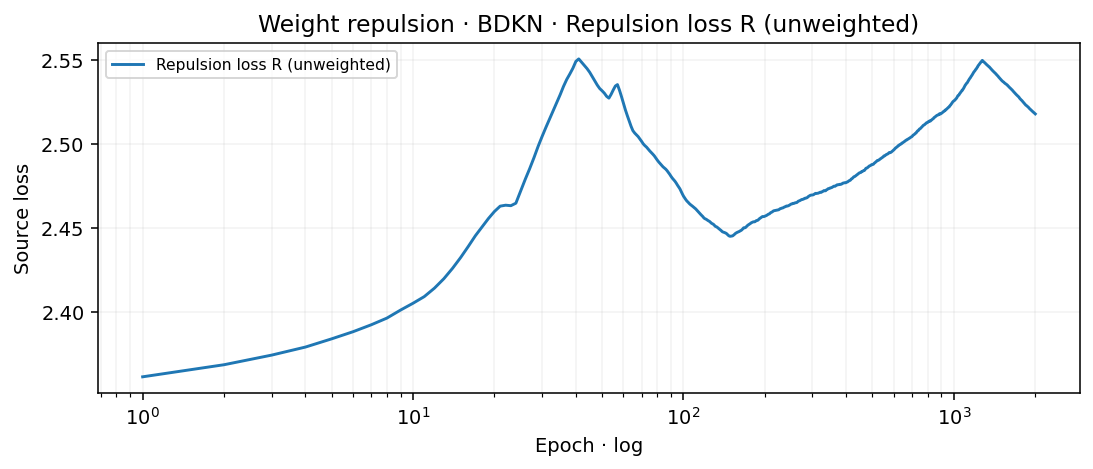 Weight repulsion · BDKN · Repulsion loss R (unweighted)
Repulsion loss R (unweighted)
Source loss
2.55
2.50
2.45
2.40
10⁰ 10¹ 10² 10³
Epoch · log